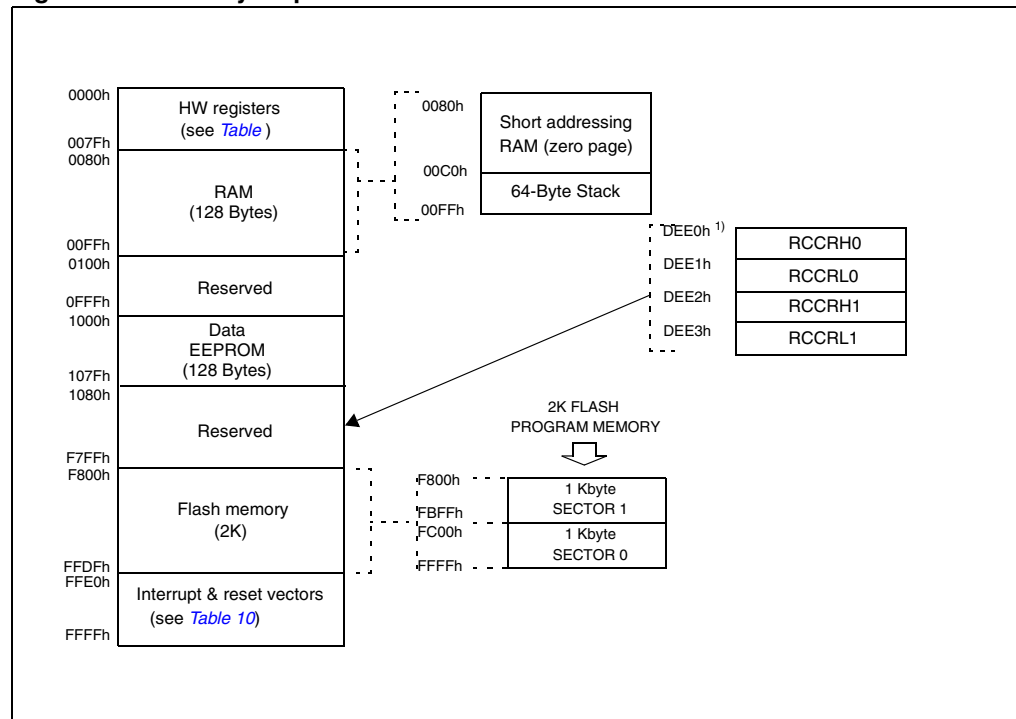 0000h
HW registers
(see Table )
007Fh
0080h
RAM
(128 Bytes)
00FFh
0100h
Reserved
0FFFh
1000h
Data
EEPROM
(128 Bytes)
107Fh
1080h
Reserved
F7FFh
F800h
Flash memory
(2K)
FFDFh
FFE0h
Interrupt & reset vectors
(see Table 10)
FFFFh
0080h
Short addressing
RAM (zero page)
00C0h
64-Byte Stack
00FFh
DEE0h 1)
RCCRH0
DEE1h
RCCRL0
DEE2h
RCCRH1
DEE3h
RCCRL1
2K FLASH
PROGRAM MEMORY
F800h
1 Kbyte
SECTOR 1
FBFFh
FC00h
1 Kbyte
SECTOR 0
FFFFh